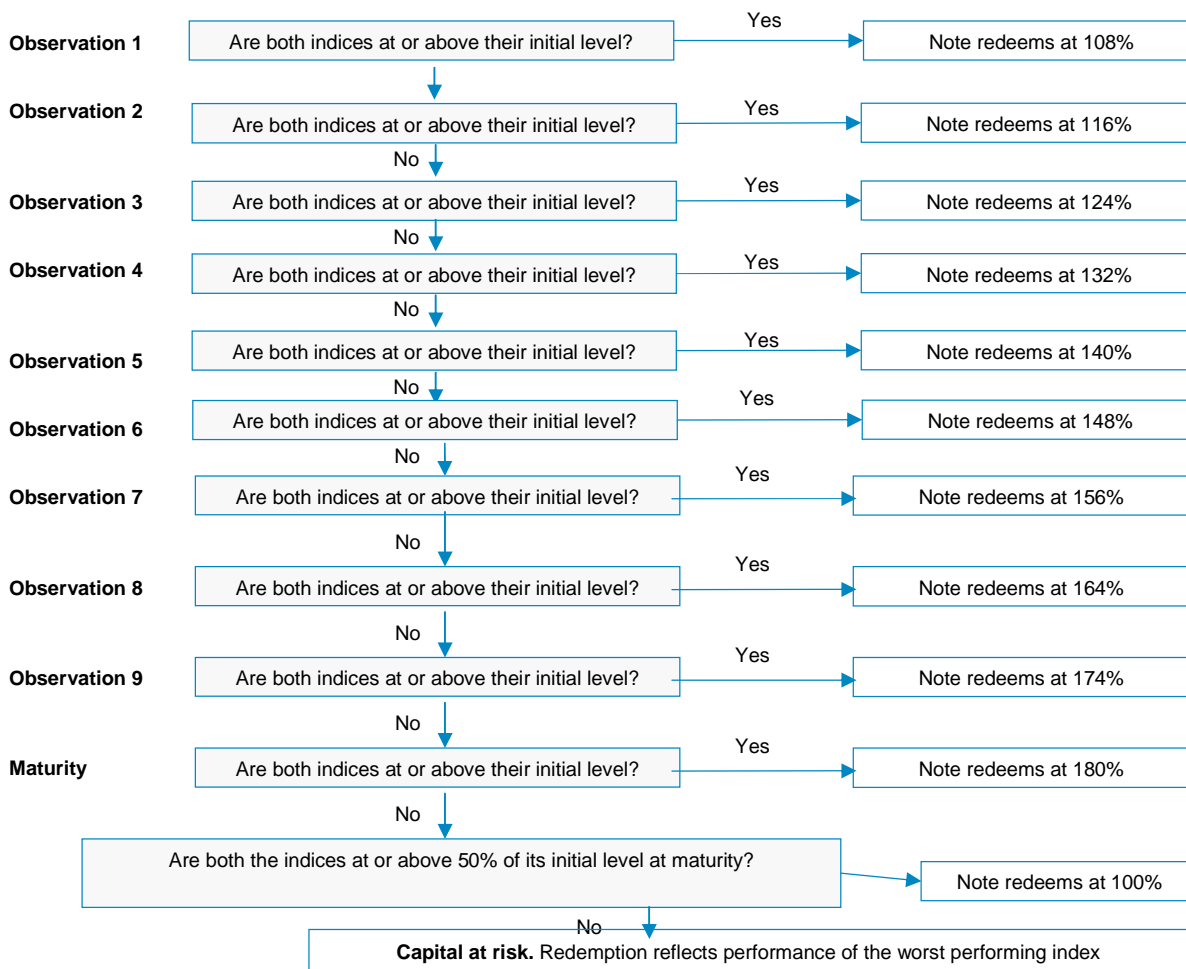 Yes
Observation 1
Are both indices at or above their initial level?
Note redeems at 108%
Observation 2
Yes
Are both indices at or above their initial level?
Note redeems at 116%
No
Yes
Observation 3
Are both indices at or above their initial level?
Note redeems at 124%
No
Yes
Observation 4
Are both indices at or above their initial level?
Note redeems at 132%
No
Yes
Observation 5
Are both indices at or above their initial level?
Note redeems at 140%
No
Yes
Observation 6
Are both indices at or above their initial level?
Note redeems at 148%
No
Yes
Observation 7
Are both indices at or above their initial level?
Note redeems at 156%
No
Yes
Observation 8
Are both indices at or above their initial level?
Note redeems at 164%
No
Yes
Observation 9
Are both indices at or above their initial level?
Note redeems at 174%
No
Yes
Maturity
Are both indices at or above their initial level?
Note redeems at 180%
No
Are both the indices at or above 50% of its initial level at maturity?
Note redeems at 100%
No
Capital at risk. Redemption reflects performance of the worst performing index